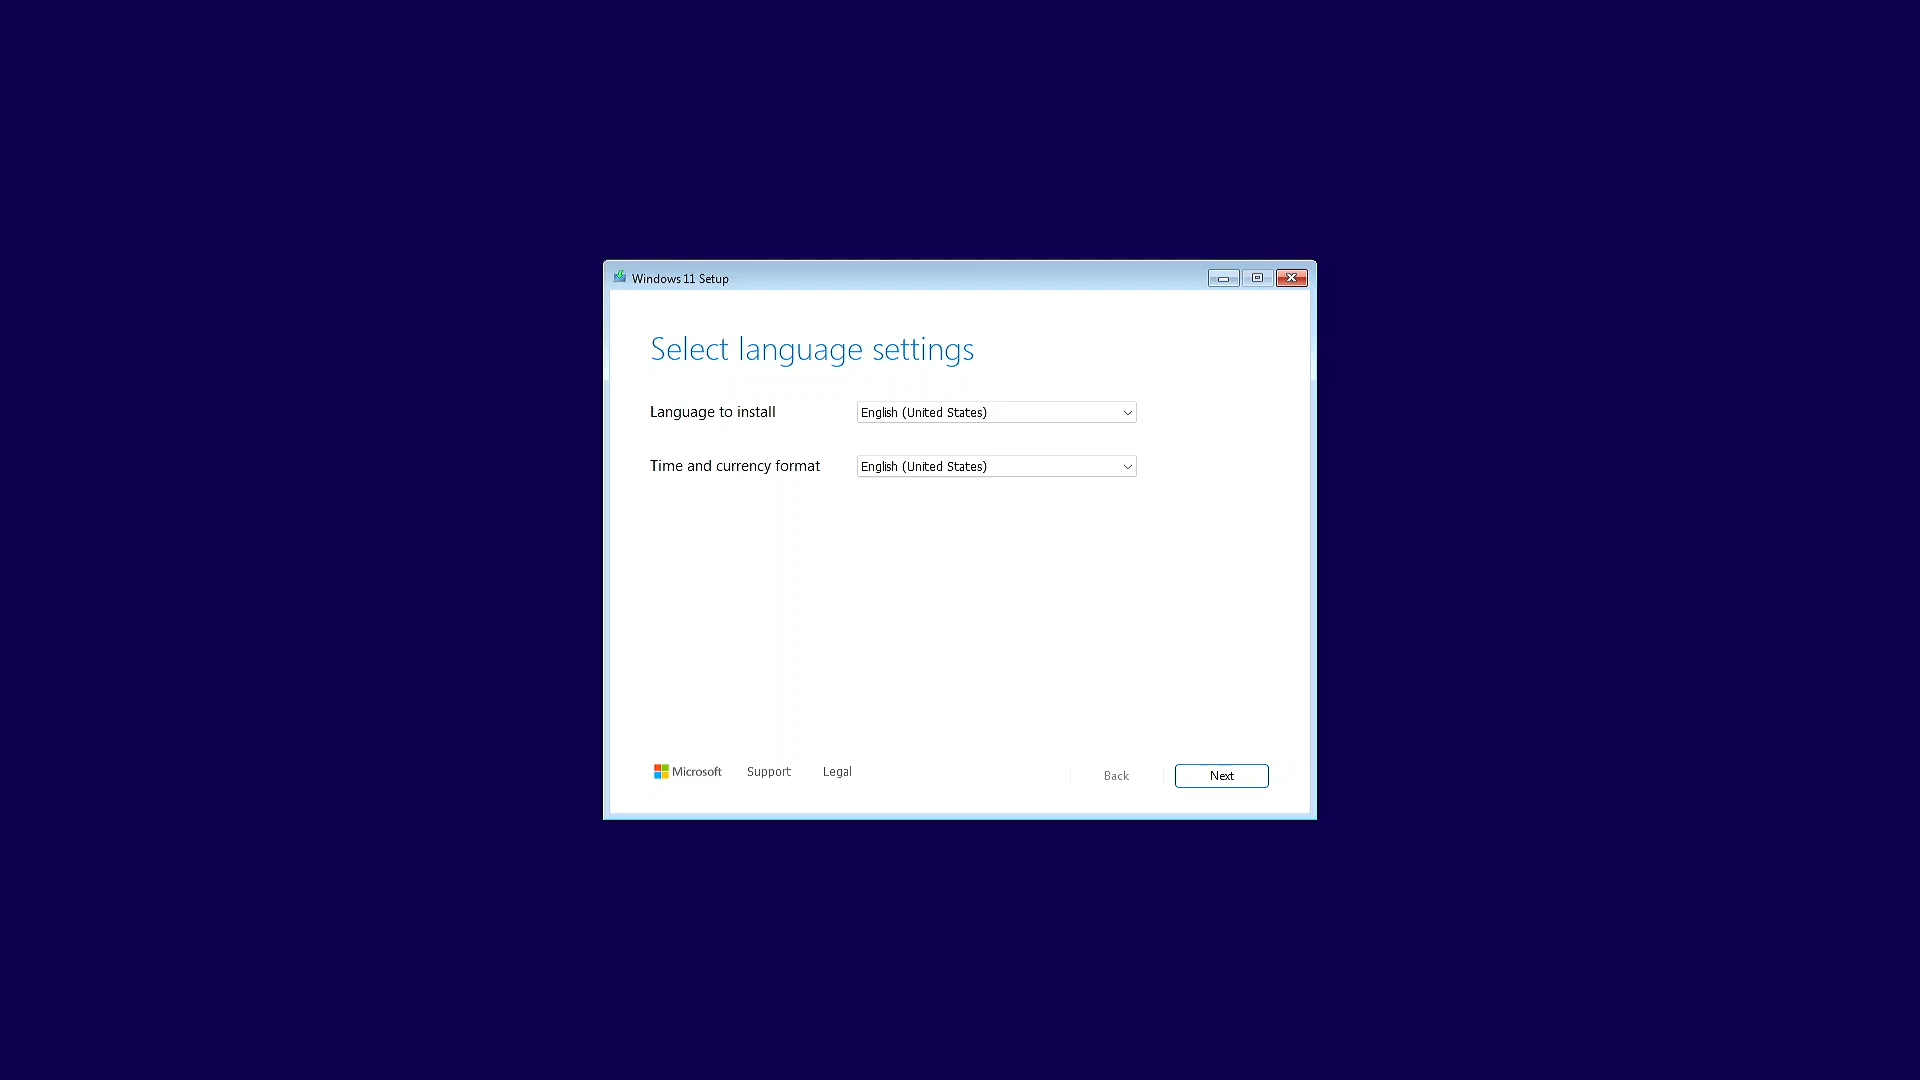 Windows 11 Setup
Select language settings
Language to install
English (United States)
Time and currency format
English (United States)
Microsoft
Support
Legal
Back
Next